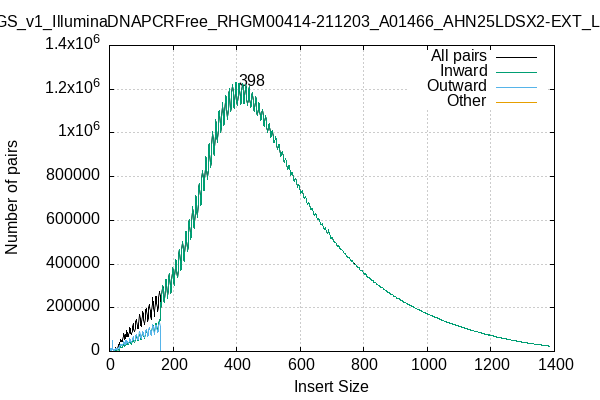 GS_v1_IlluminaDNAPCRFree_RHGM00414-211203_A01466_AHN25LDSX2-EXT_L
1.4x10^6
1.2x10^6
1x10^6
800000
600000
400000
200000
0
Number of pairs
398
All pairs
Inward
Outward
Other
0 200 400 600 800 1000 1200 1400
Insert Size